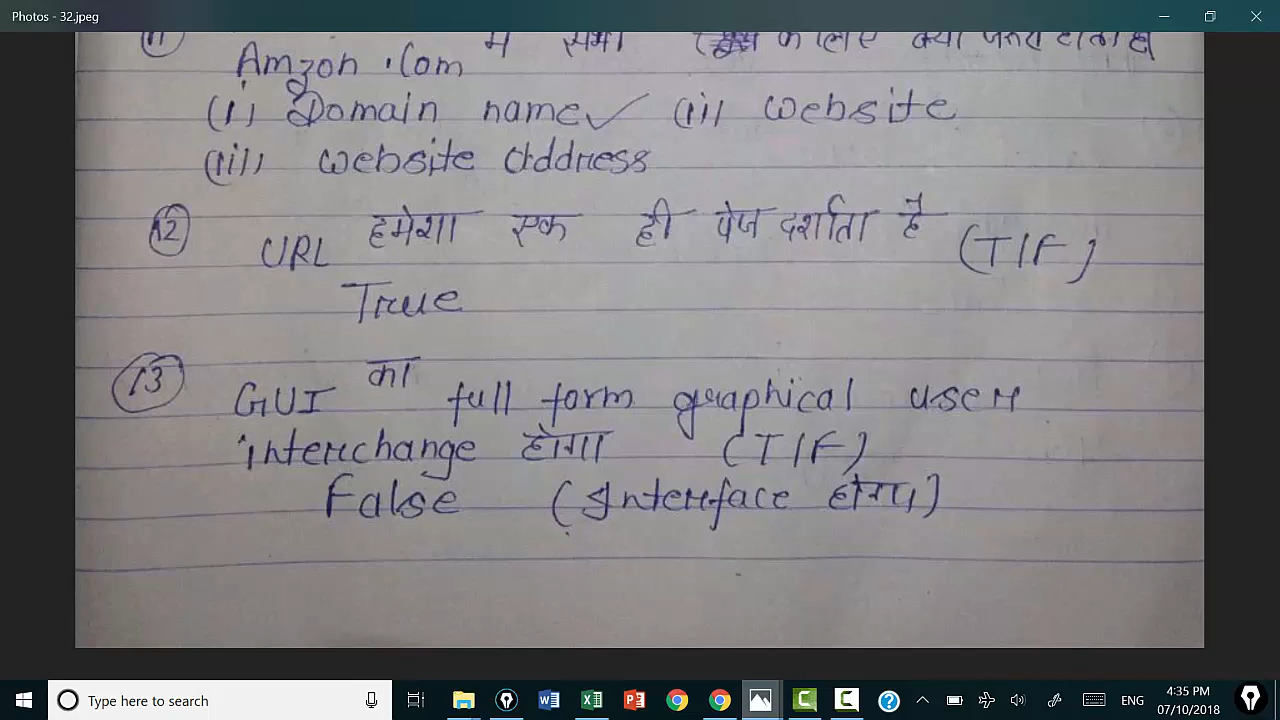 Photos - 32.jpeg
11 में सभी के लिए क्या
Amzon .Com
(i) Domain name ✓ (ii) website
(iii) website address
12 URL हमेशा एक ही पेज दर्शाता है (T/F)
True
13 GUI का full form graphical user
interchange होगा (T/F)
False (Interface होगा)
Type here to search
ENG
4:35 PM
07/10/2018